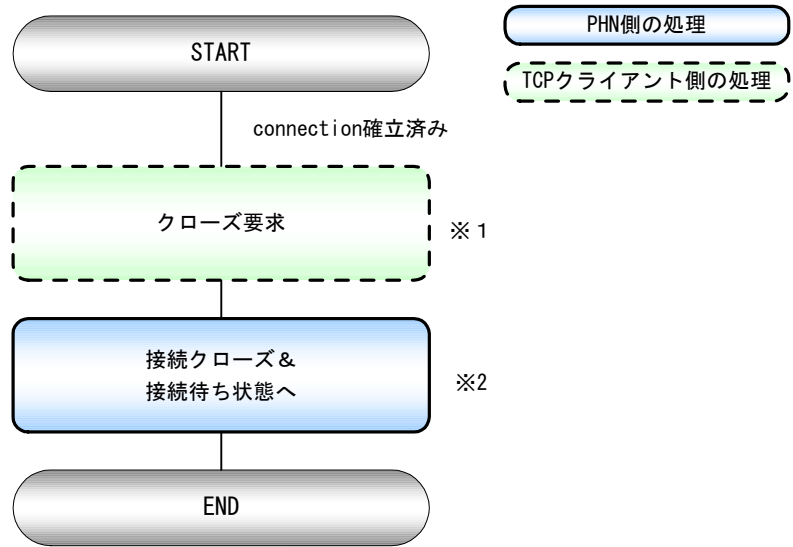 START
PHN側の処理
TCPクライアント側の処理
connection確立済み
クローズ要求
※１
接続クローズ＆
接続待ち状態へ
※2
END